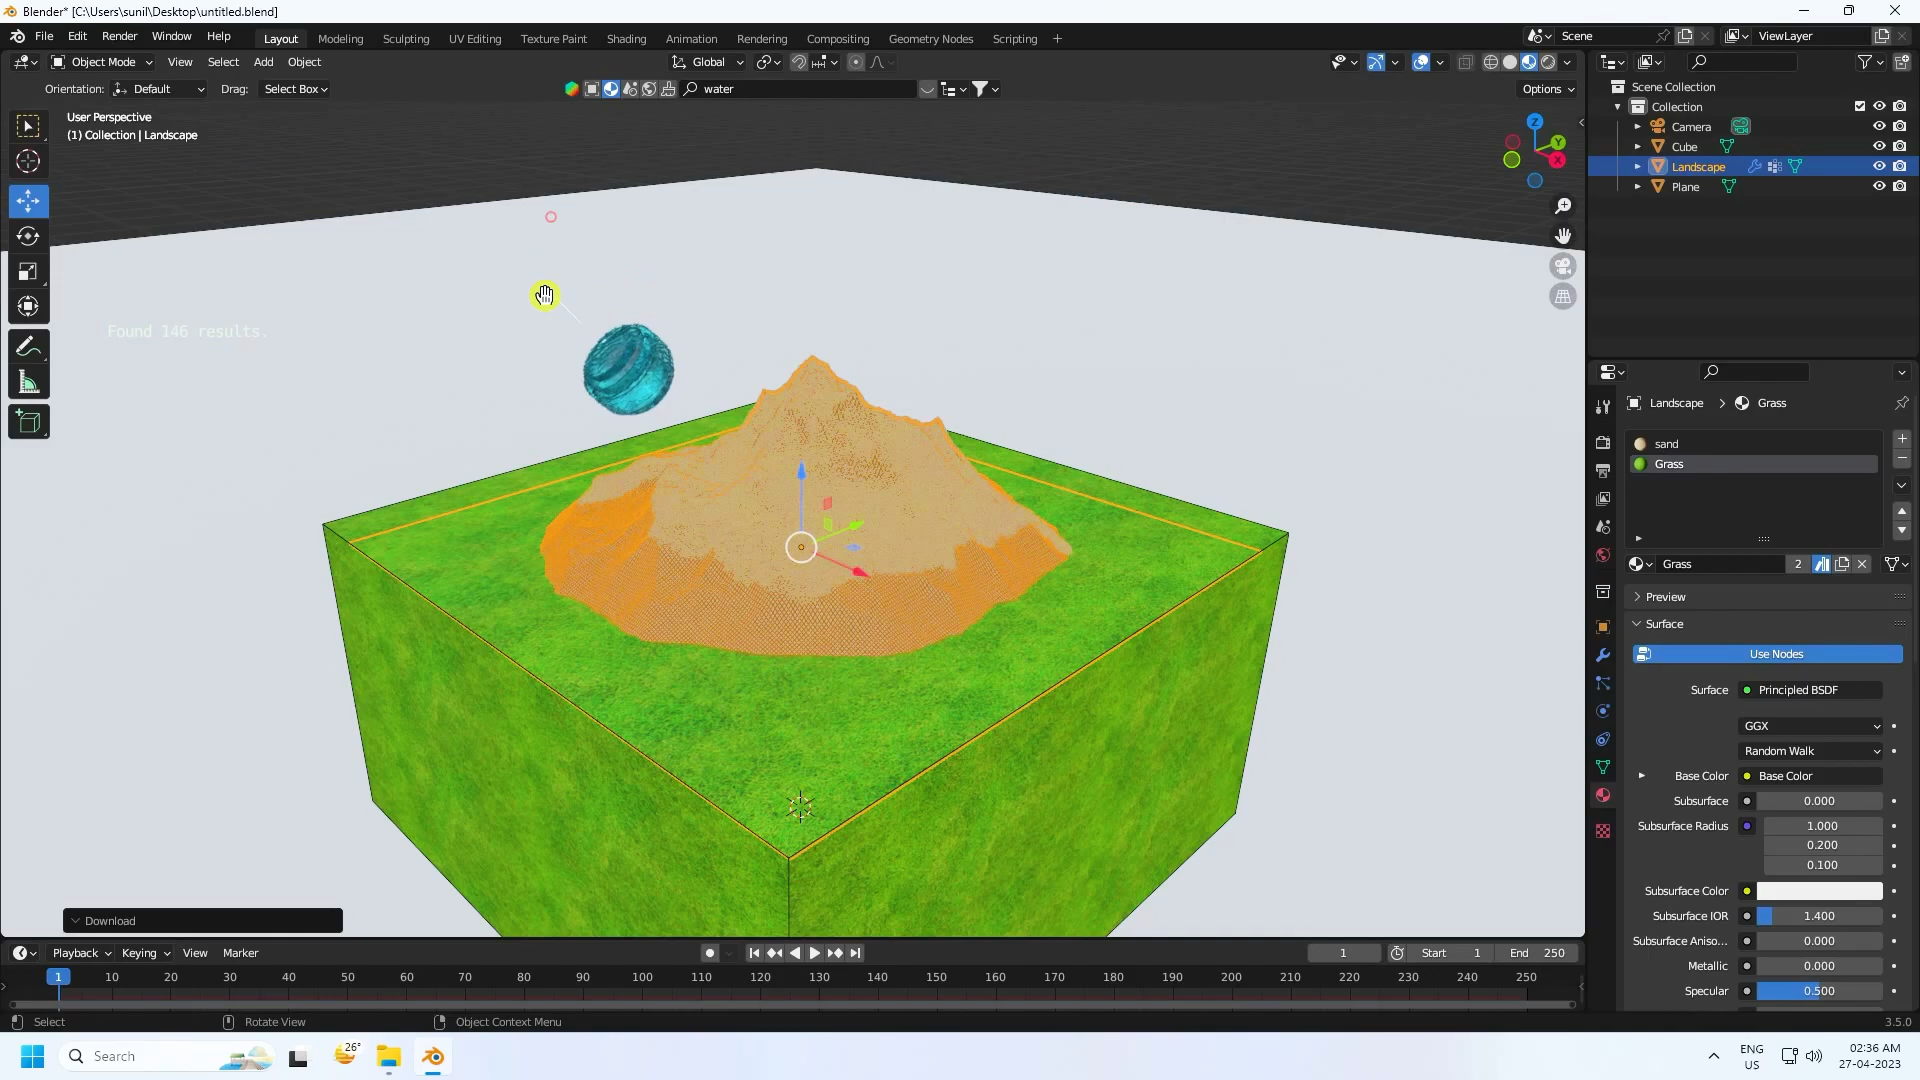 Blender* [C:\Users\sunil\Desktop\untitled.blend]
File Edit Render Window Help Layout Modeling Sculpting UV Editing Texture Paint Shading Animation Rendering Compositing Geometry Nodes Scripting +
Scene ViewLayer
Object Mode View Select Add Object Global
Orientation: Default Drag: Select Box water Options
User Perspective
(1) Collection | Landscape
Z
Y
X
Found 146 results.
Download
Scene Collection
Collection
Camera
Cube
Landscape
Plane
Landscape > Grass
sand
Grass
Grass 2
Preview
Surface
Use Nodes
Surface Principled BSDF
GGX
Random Walk
Base Color Base Color
Subsurface 0.000
Subsurface Radius 1.000
0.200
0.100
Subsurface Color
Subsurface IOR 1.400
Subsurface Aniso... 0.000
Metallic 0.000
Specular 0.500
Playback Keying View Marker 1 Start 1 End 250
1 10 20 30 40 50 60 70 80 90 100 110 120 130 140 150 160 170 180 190 200 210 220 230 240 250
Select Rotate View Object Context Menu 3.5.0
Search 26° ENG US 02:36 AM
27-04-2023